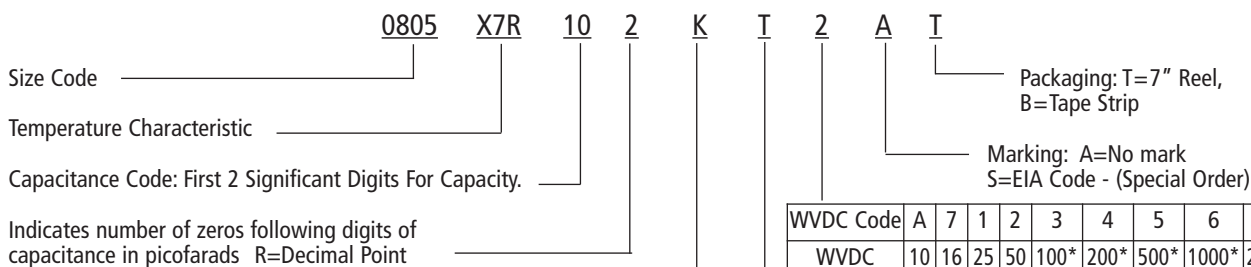 0805 X7R 10 2 K T 2 A T
Size Code
Packaging: T=7” Reel,
B=Tape Strip
Temperature Characteristic
Marking: A=No mark
S=EIA Code - (Special Order)
Capacitance Code: First 2 Significant Digits For Capacity.
Indicates number of zeros following digits of
capacitance in picofarads R=Decimal Point
WVDC Code A 7 1 2 3 4 5 6
WVDC 10 16 25 50 100* 200* 500* 1000*